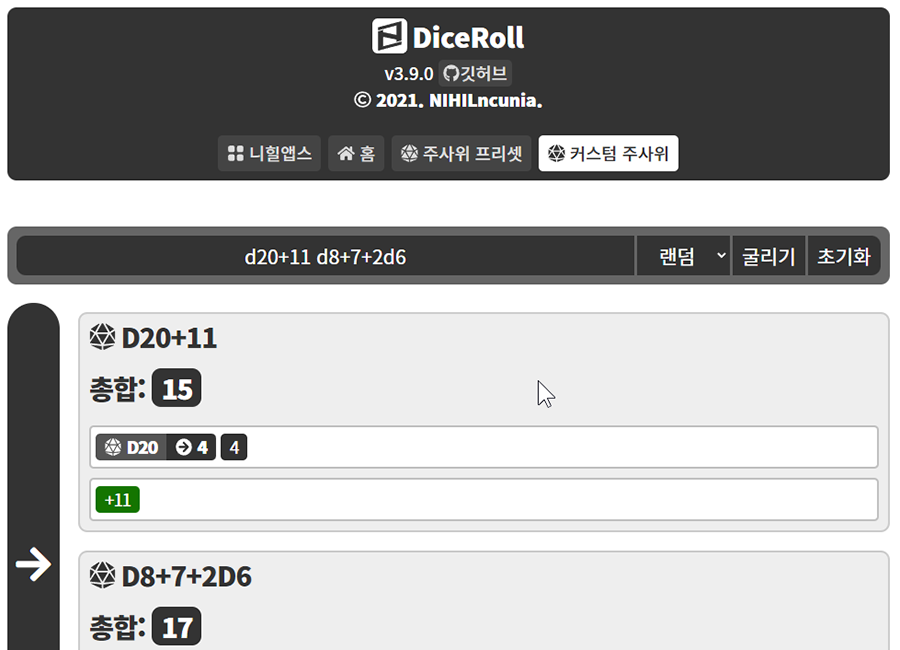 DiceRoll
v3.9.0 깃허브
© 2021. NIHILncunia.
니힐앱스 홈 주사위 프리셋 커스텀 주사위
d20+11 d8+7+2d6 랜덤 굴리기 초기화
D20+11
총합: 15
D20 4 4
+11
D8+7+2D6
총합: 17